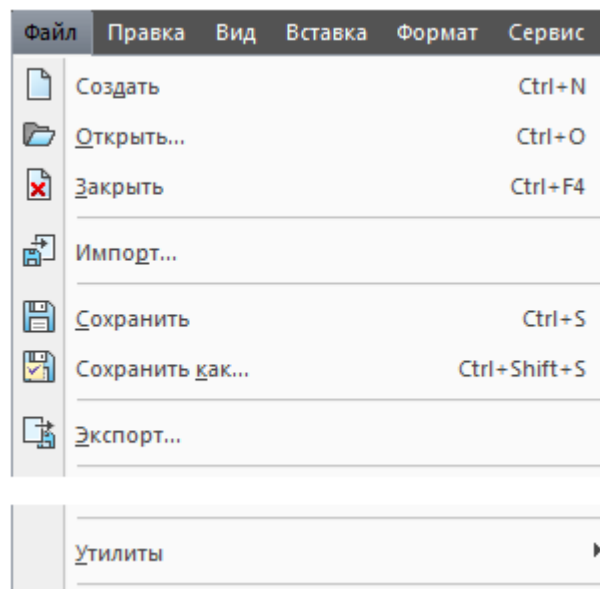 Файл Правка Вид Вставка Формат Сервис
Создать Ctrl+N
Открыть... Ctrl+O
Закрыть Ctrl+F4
Импорт...
Сохранить Ctrl+S
Сохранить как... Ctrl+Shift+S
Экспорт...
Утилиты